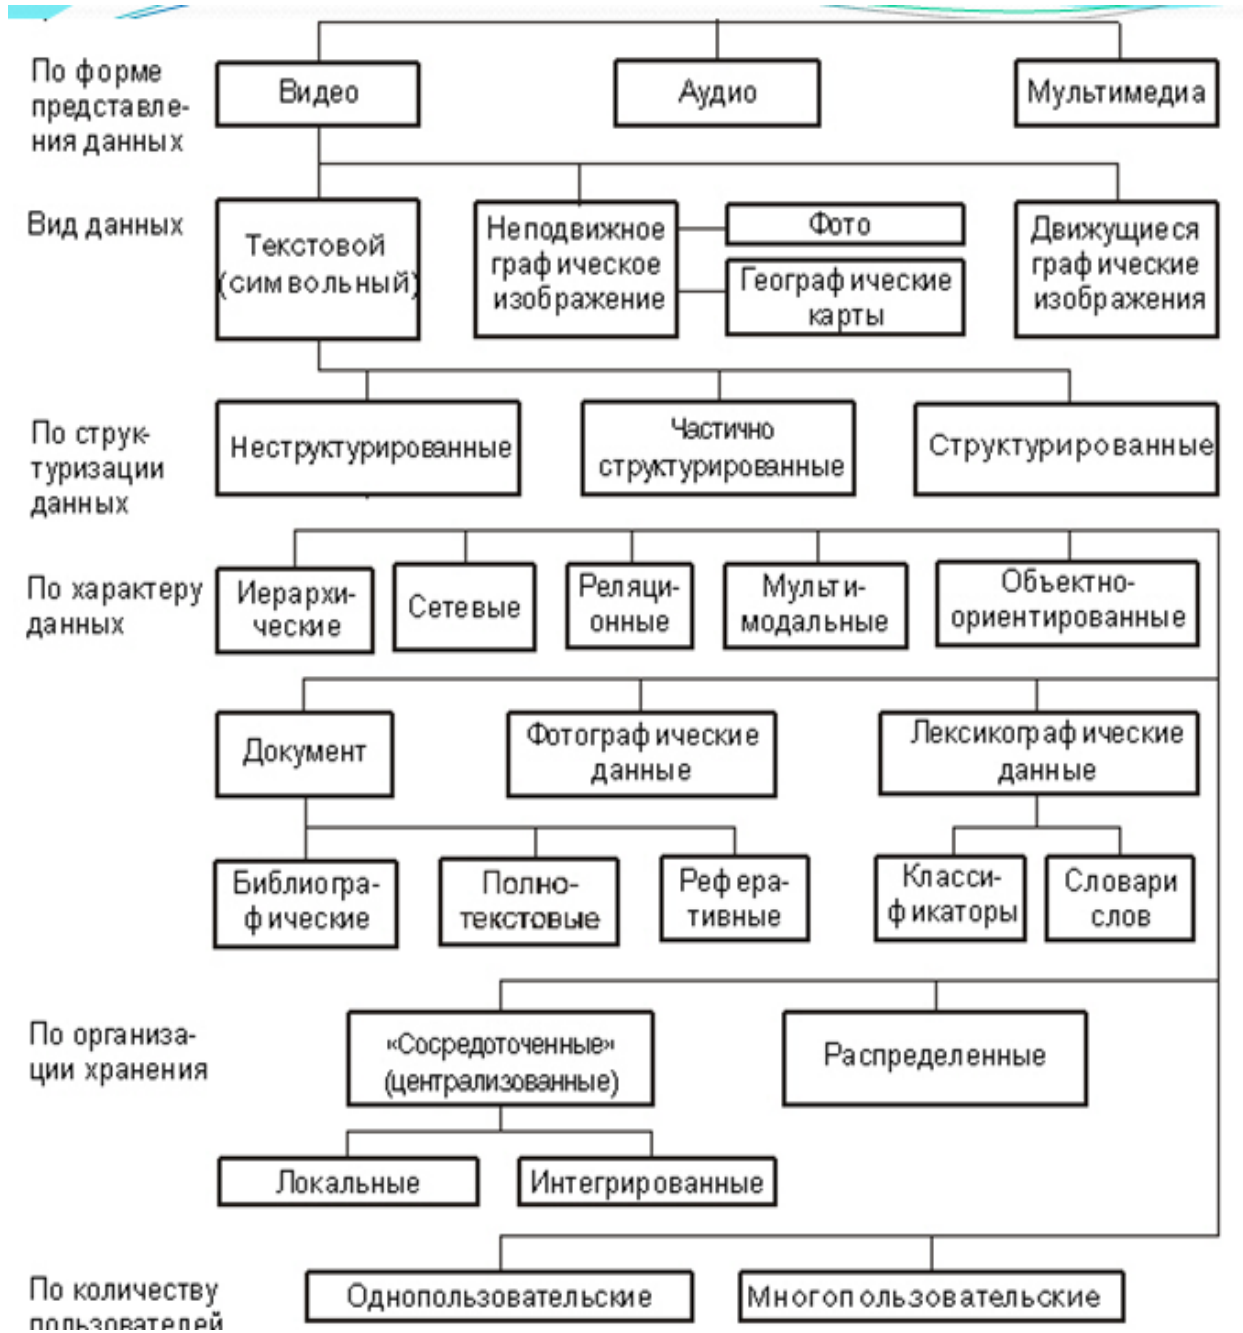 По форме
представле-
ния данных
Видео
Аудио
Мультимедиа
Вид данных
Текстовой
(символьный)
Неподвижное
графическое
изображение
Фото
Географические
карты
Движущиеся
графические
изображения
По струк-
туризации
данных
Неструктурированные
Частично
структурированные
Структурированные
По характеру
данных
Иерархи-
ческие
Сетевые
Реляци-
онные
Мульти-
модальные
Объектно-
ориентированные
Документ
Фотографические
данные
Лексикографические
данные
Библиогра-
фические
Полно-
текстовые
Рефера-
тивные
Класси-
фикаторы
Словари
слов
По организа-
ции хранения
«Сосредоточенные»
(централизованные)
Распределенные
Локальные
Интегрированные
По количеству
пользователей
Однопользовательские
Многопользовательские